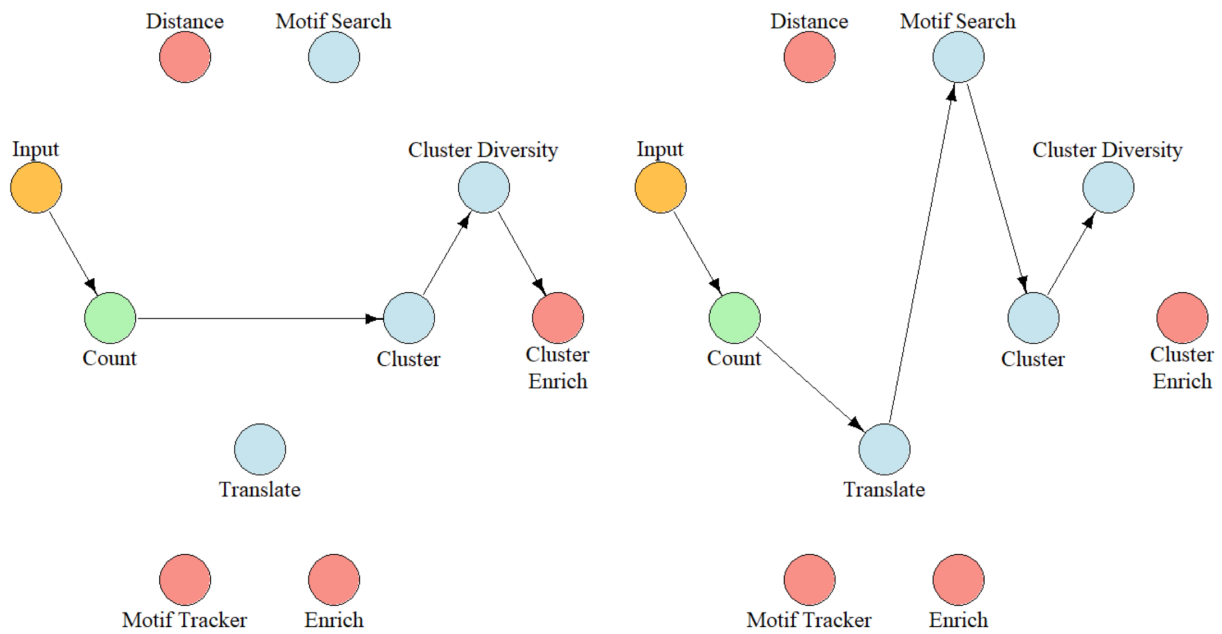 Distance
Motif Search
Input
Cluster Diversity
Count
Cluster
Cluster
Enrich
Translate
Motif Tracker
Enrich
Distance
Motif Search
Input
Cluster Diversity
Count
Cluster
Cluster
Enrich
Translate
Motif Tracker
Enrich